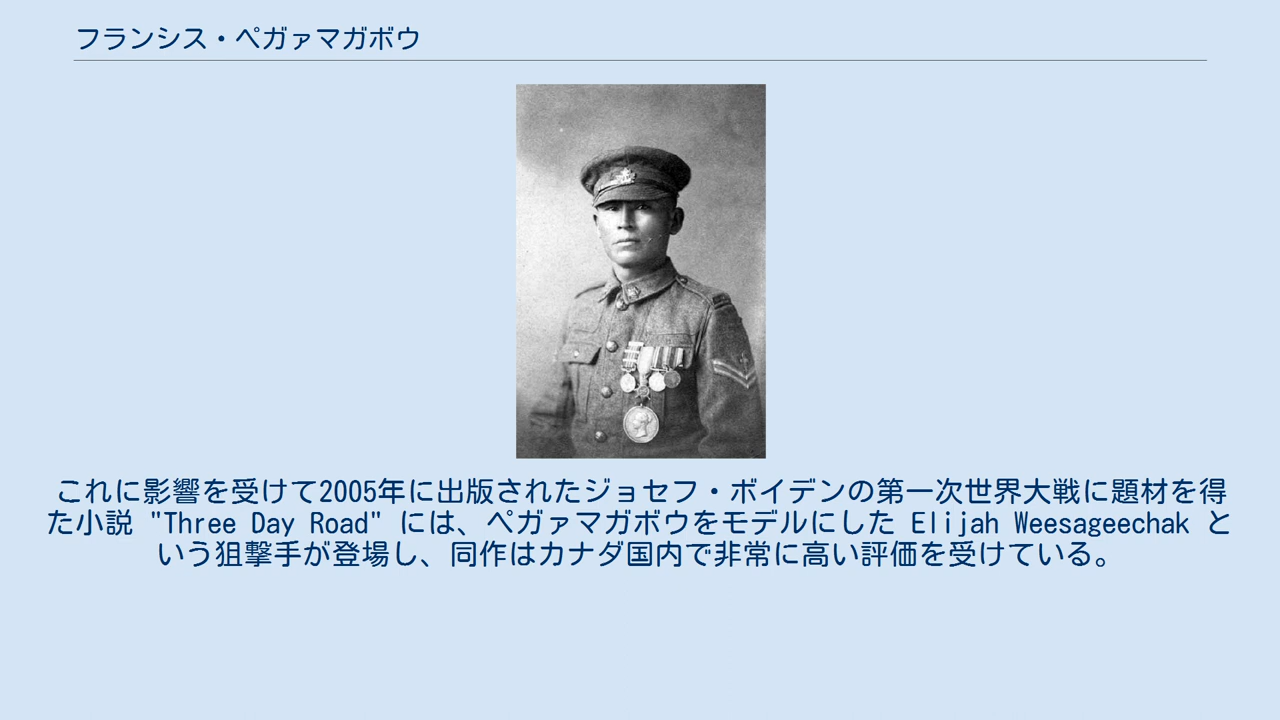 フランシス・ペガァマガボウ
これに影響を受けて2005年に出版されたジョセフ・ボイデンの第一次世界大戦に題材を得
た小説 "Three Day Road" には、ペガァマガボウをモデルにした Elijah Weesageechak と
いう狙撃手が登場し、同作はカナダ国内で非常に高い評価を受けている。